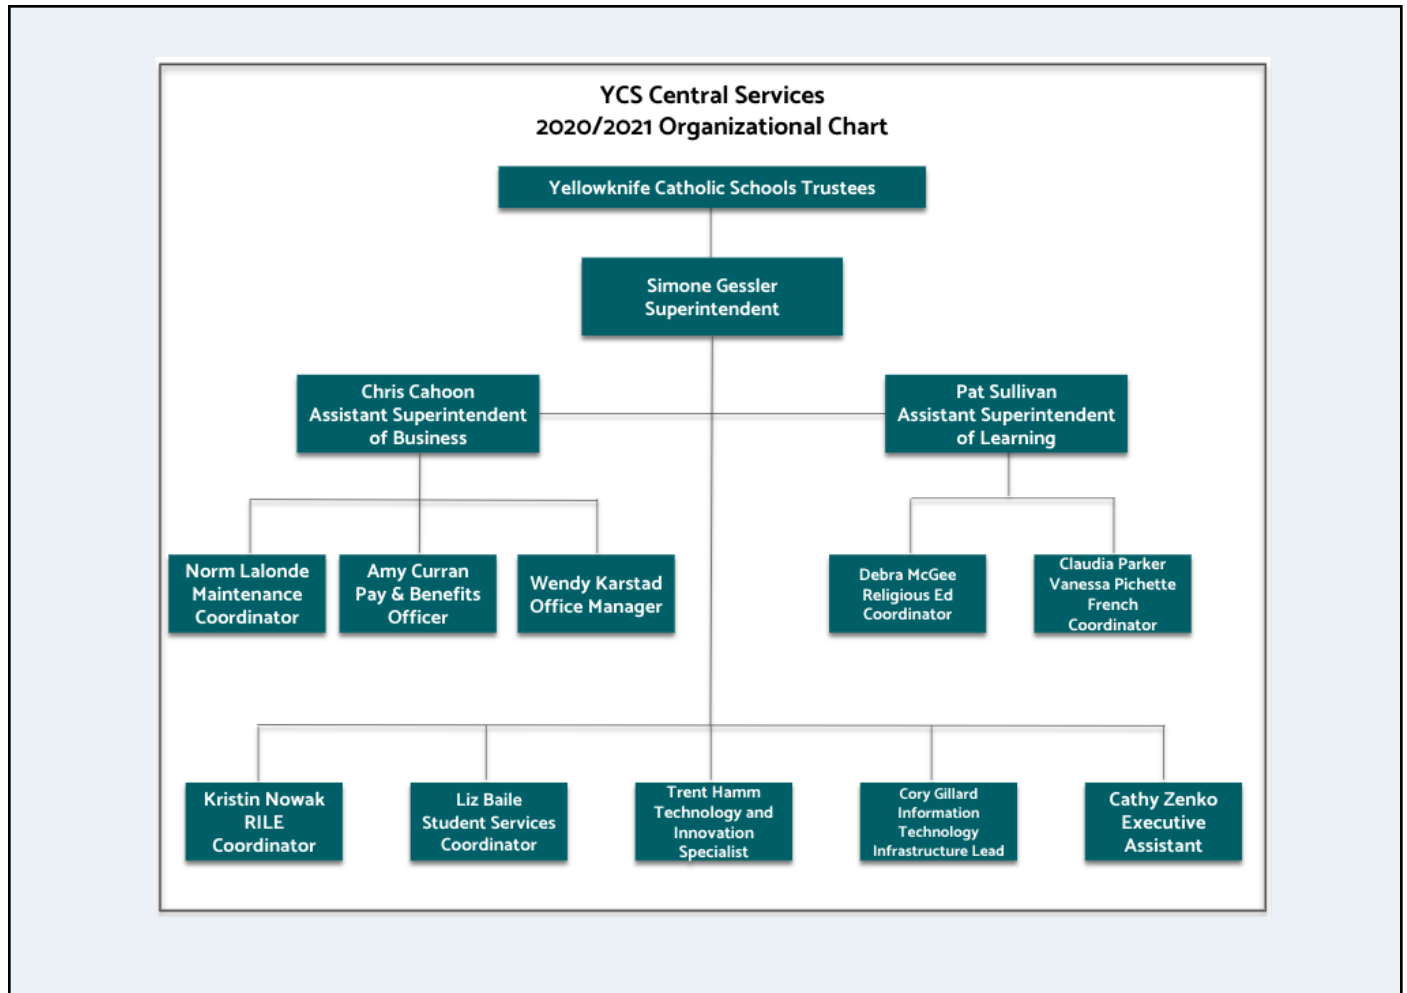 YCS Central Services
2020/2021 Organizational Chart
Yellowknife Catholic Schools Trustees
Simone Gessler
Superintendent
Chris Cahoon
Assistant Superintendent
of Business
Pat Sullivan
Assistant Superintendent
of Learning
Norm Lalonde
Maintenance
Coordinator
Amy Curran
Pay & Benefits
Officer
Wendy Karstad
Office Manager
Debra McGee
Religious Ed
Coordinator
Claudia Parker
Vanessa Pichette
French
Coordinator
Kristin Nowak
RILE
Coordinator
Liz Baile
Student Services
Coordinator
Trent Hamm
Technology and
Innovation
Specialist
Cory Gillard
Information
Technology
Infrastructure Lead
Cathy Zenko
Executive
Assistant